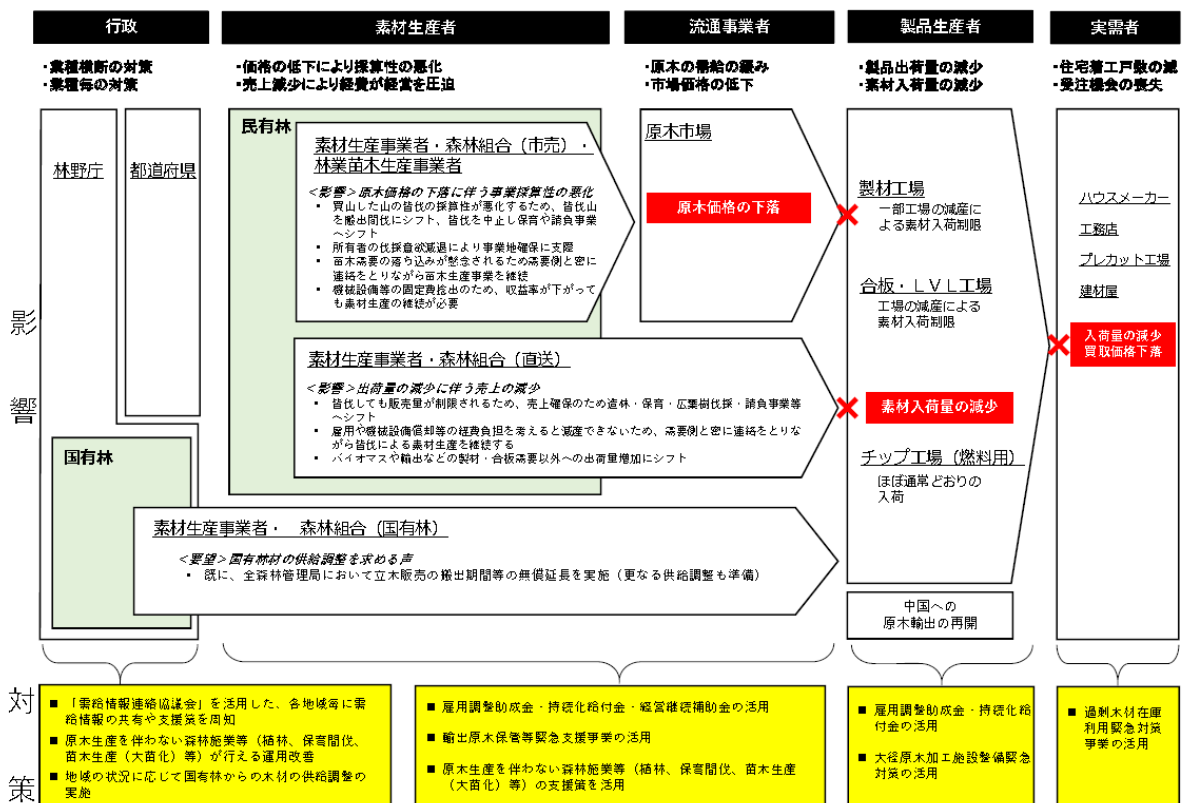 行政
素材生産者
流通事業者
製品生産者
実需者
・業種横断の対策
・業種毎の対策
・価格の低下により採算性の悪化
・売上減少により経費が経営を圧迫
・原木の需給の緩み
・市場価格の低下
・製品出荷量の減少
・素材入荷量の減少
・住宅着工戸数の減
・受注機会の喪失
影響
林野庁
都道府県
国有林
民有林
素材生産事業者・森林組合（市売）・
林業苗木生産事業者
＜影響＞原木価格の下落に伴う事業採算性の悪化
▪ 買山した山の皆伐の採算性が悪化するため、皆伐山
を搬出間伐にシフト、皆伐を中止し保育や請負事業
へシフト
▪ 所有者の伐採意欲減退により事業地確保に支障
▪ 苗木需要の落ち込みが懸念されるため需要側と密に
連絡をとりながら苗木生産事業を継続
▪ 機械設備等の固定費捻出のため、収益率が下がって
も素材生産の継続が必要
素材生産事業者・森林組合（直送）
＜影響＞出荷量の減少に伴う売上の減少
▪ 皆伐しても販売量が制限されるため、売上確保のため造林・保育・広葉樹伐採・請負事業等
へシフト
▪ 雇用や機械設備償却等の経費負担を考えると減産できないため、需要側と密に連絡をとりな
がら皆伐による素材生産を継続する
▪ バイオマスや輸出などの製材・合板需要以外への出荷量増加にシフト
素材生産事業者・　森林組合（国有林）
＜要望＞国有林材の供給調整を求める声
▪ 既に、全森林管理局において立木販売の搬出期間等の無償延長を実施（更なる供給調整も準備）
原木市場
原木価格の下落
製材工場
一部工場の減産によ
る素材入荷制限
合板・ＬＶＬ工場
工場の減産による
素材入荷制限
素材入荷量の減少
チップ工場（燃料用）
ほぼ通常どおりの
入荷
中国への
原木輸出の再開
ハウスメーカー
工務店
プレカット工場
建材屋
入荷量の減少
買取価格下落
対策
■ 「需給情報連絡協議会」を活用した、各地域毎に需
給情報の共有や支援策を周知
■ 原木生産を伴わない森林施業等（植林、保育間伐、
苗木生産（大苗化）等）が行える運用改善
■ 地域の状況に応じて国有林からの木材の供給調整の
実施
■ 雇用調整助成金・持続化給付金・経営継続補助金の活用
■ 輸出原木保管等緊急支援事業の活用
■ 原木生産を伴わない森林施業等（植林、保育間伐、苗木生産
（大苗化）等）の支援策を活用
■ 雇用調整助成金・持続化給
付金の活用
■ 大径原木加工施設整備緊急
対策の活用
■ 過剰木材在庫
利用緊急対策
事業の活用